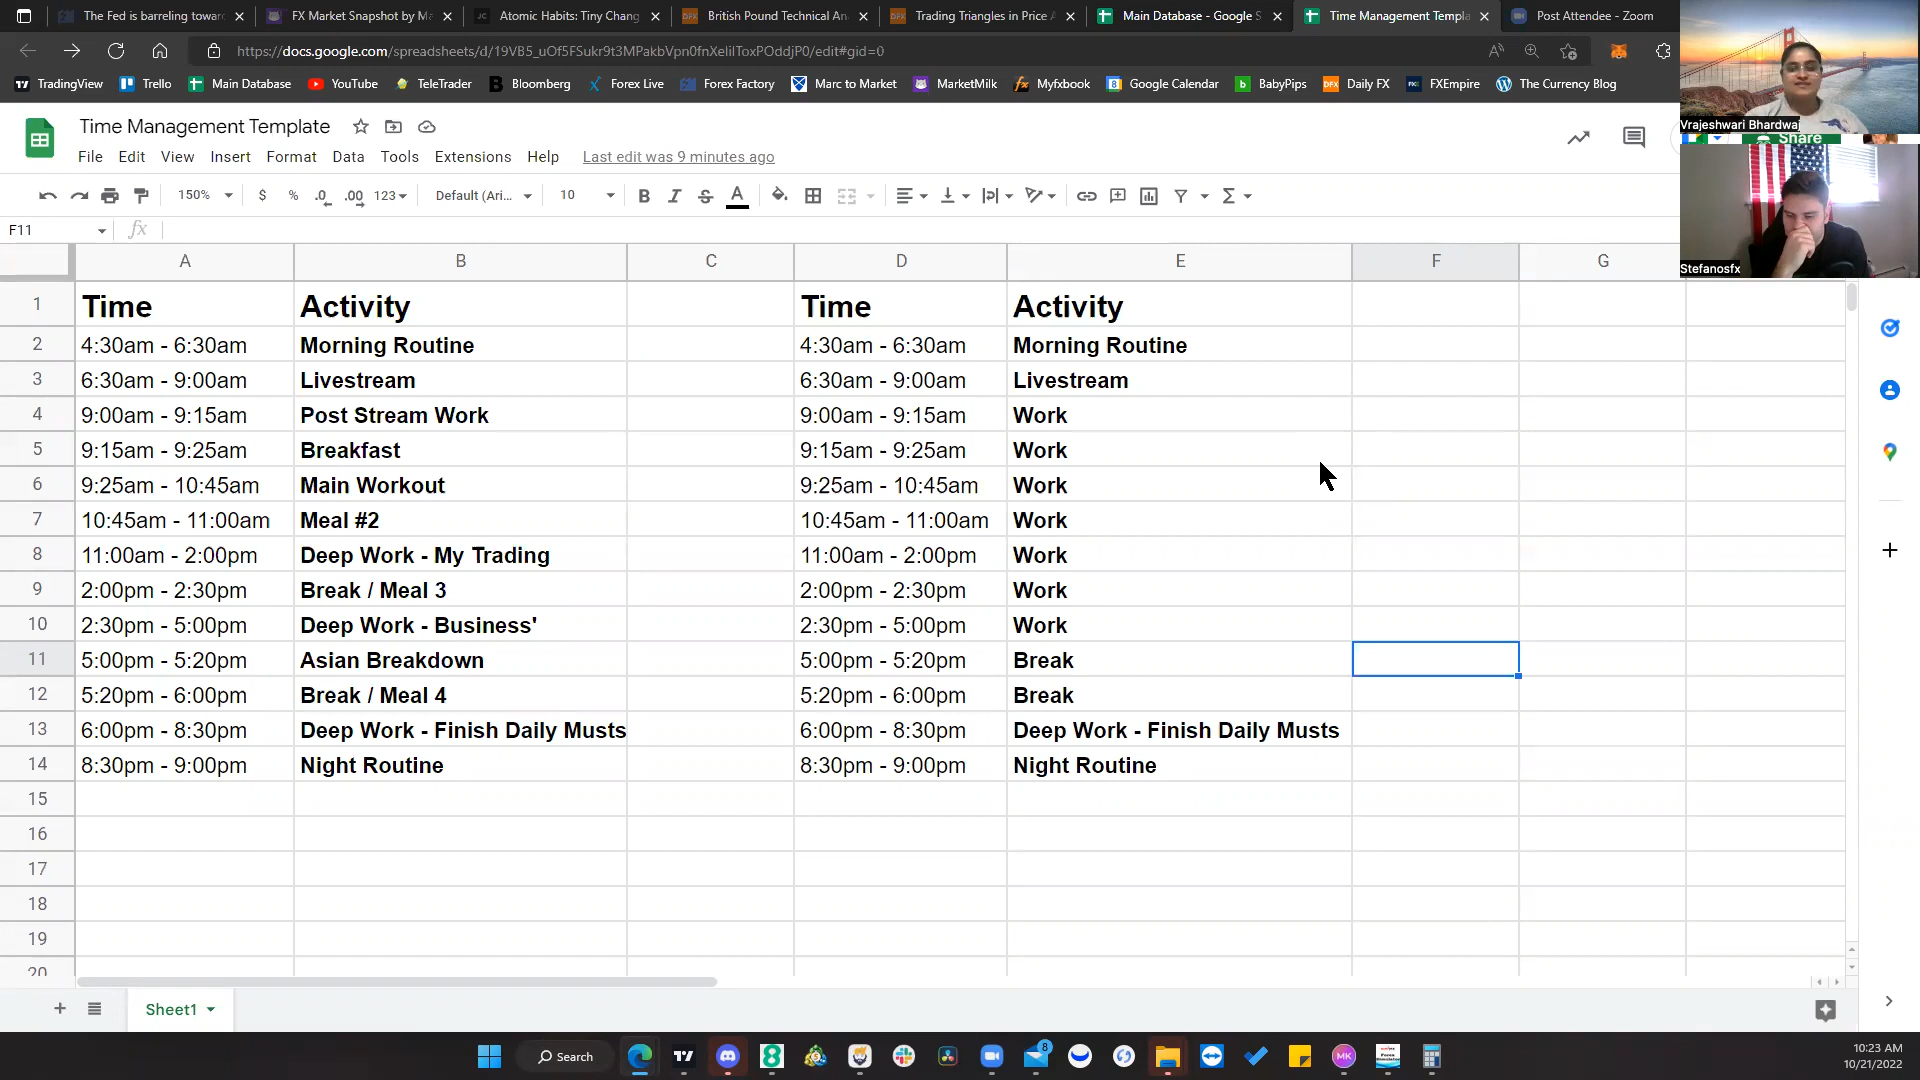 The Fed is barreling towar
FX Market Snapshot by Ma
Atomic Habits: Tiny Chang
British Pound Technical An
Trading Triangles in Price A
Main Database - Google S
Time Management Templa
Post Attendee - Zoom
https://docs.google.com/spreadsheets/d/19VB5_uOf5FSukr9t3MPakbVpn0fnXelilToxPOddjP0/edit#gid=0
TradingView Trello Main Database YouTube TeleTrader Bloomberg Forex Live Forex Factory Marc to Market MarketMilk Myfxbook Google Calendar BabyPips Daily FX FXEmpire The Currency Blog
Vrajeshwari Bhardwaj
Time Management Template
Share
File Edit View Insert Format Data Tools Extensions Help Last edit was 9 minutes ago
150% $ % .0 .00 123 Default (Ari... 10 B I S A
Stefanosfx
F11 fx
A B C D E F G
1 Time Activity Time Activity
2 4:30am - 6:30am Morning Routine 4:30am - 6:30am Morning Routine
3 6:30am - 9:00am Livestream 6:30am - 9:00am Livestream
4 9:00am - 9:15am Post Stream Work 9:00am - 9:15am Work
5 9:15am - 9:25am Breakfast 9:15am - 9:25am Work
6 9:25am - 10:45am Main Workout 9:25am - 10:45am Work
7 10:45am - 11:00am Meal #2 10:45am - 11:00am Work
8 11:00am - 2:00pm Deep Work - My Trading 11:00am - 2:00pm Work
9 2:00pm - 2:30pm Break / Meal 3 2:00pm - 2:30pm Work
10 2:30pm - 5:00pm Deep Work - Business' 2:30pm - 5:00pm Work
11 5:00pm - 5:20pm Asian Breakdown 5:00pm - 5:20pm Break
12 5:20pm - 6:00pm Break / Meal 4 5:20pm - 6:00pm Break
13 6:00pm - 8:30pm Deep Work - Finish Daily Musts 6:00pm - 8:30pm Deep Work - Finish Daily Musts
14 8:30pm - 9:00pm Night Routine 8:30pm - 9:00pm Night Routine
15
16
17
18
19
20
Sheet1
Search
10:23 AM
10/21/2022